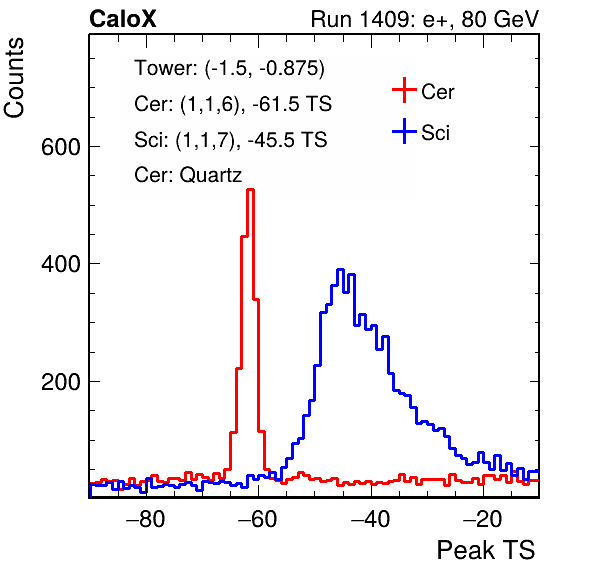 CaloX Run 1409: e+, 80 GeV
Counts
Tower: (-1.5, -0.875)
Cer: (1,1,6), -61.5 TS
Sci: (1,1,7), -45.5 TS
Cer: Quartz
Cer
Sci
600
400
200
−80 −60 −40 −20
Peak TS